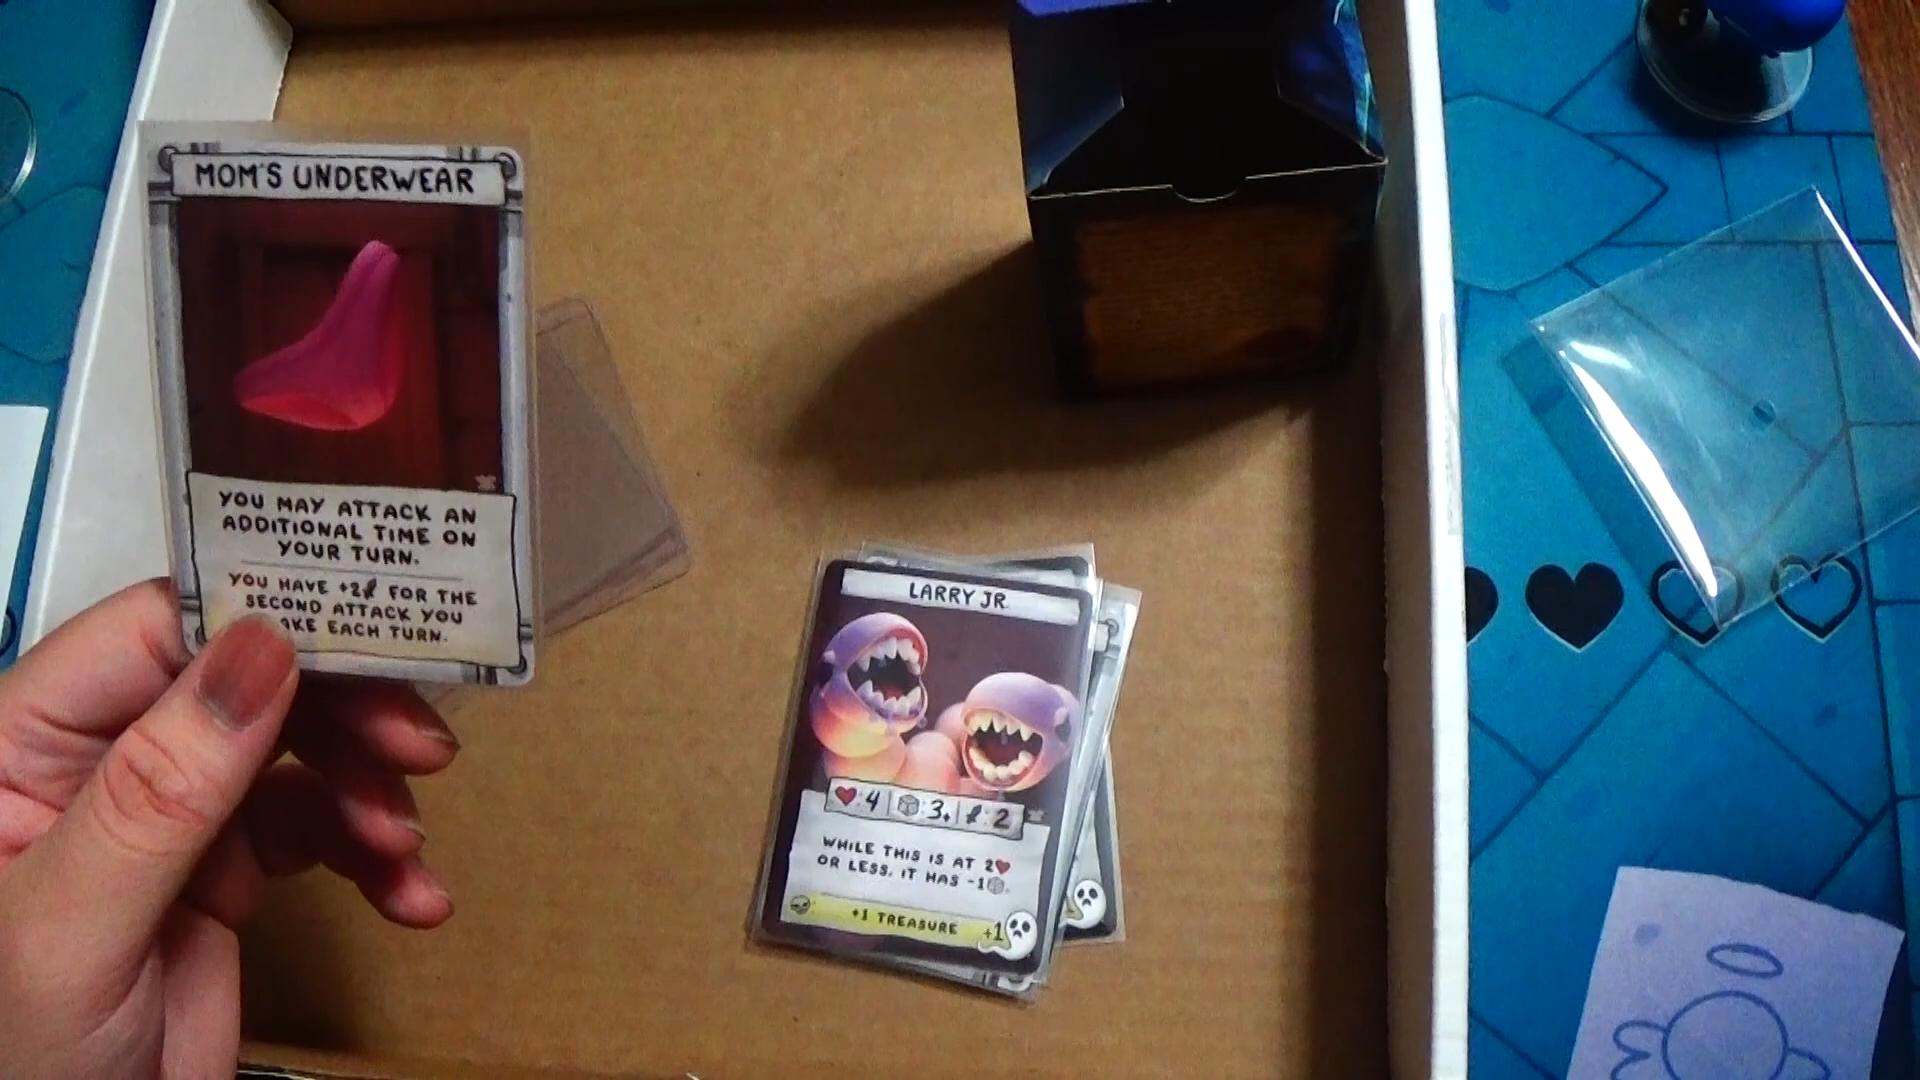 MOM'S UNDERWEAR
YOU MAY ATTACK AN
ADDITIONAL TIME ON
YOUR TURN.
YOU HAVE +2 FOR THE
SECOND ATTACK YOU
EACH TURN.
LARRY JR.
4 3+ 2
WHILE THIS IS AT 2
OR LESS, IT HAS -1
+1 TREASURE +1